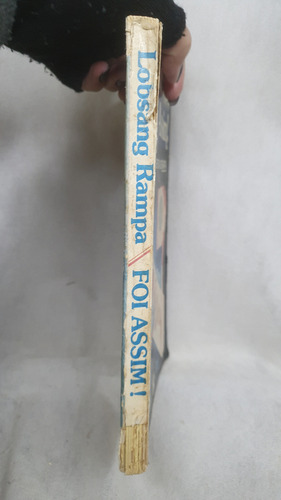 Lobsang Rampa // FOI ASSIM!